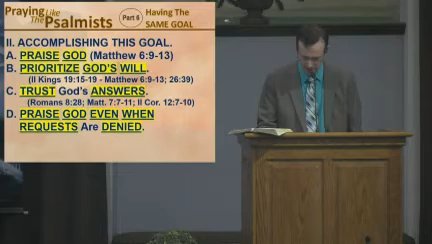 Praying Like The Psalmists
Part 6
Having The
SAME GOAL
II. ACCOMPLISHING THIS GOAL.
A. PRAISE GOD (Matthew 6:9-13)
B. PRIORITIZE GOD'S WILL.
(II Kings 19:15-19 - Matthew 6:9-13; 26:39)
C. TRUST God's ANSWERS.
(Romans 8:28; Matt. 7:7-11; II Cor. 12:7-10)
D. PRAISE GOD EVEN WHEN
REQUESTS Are DENIED.